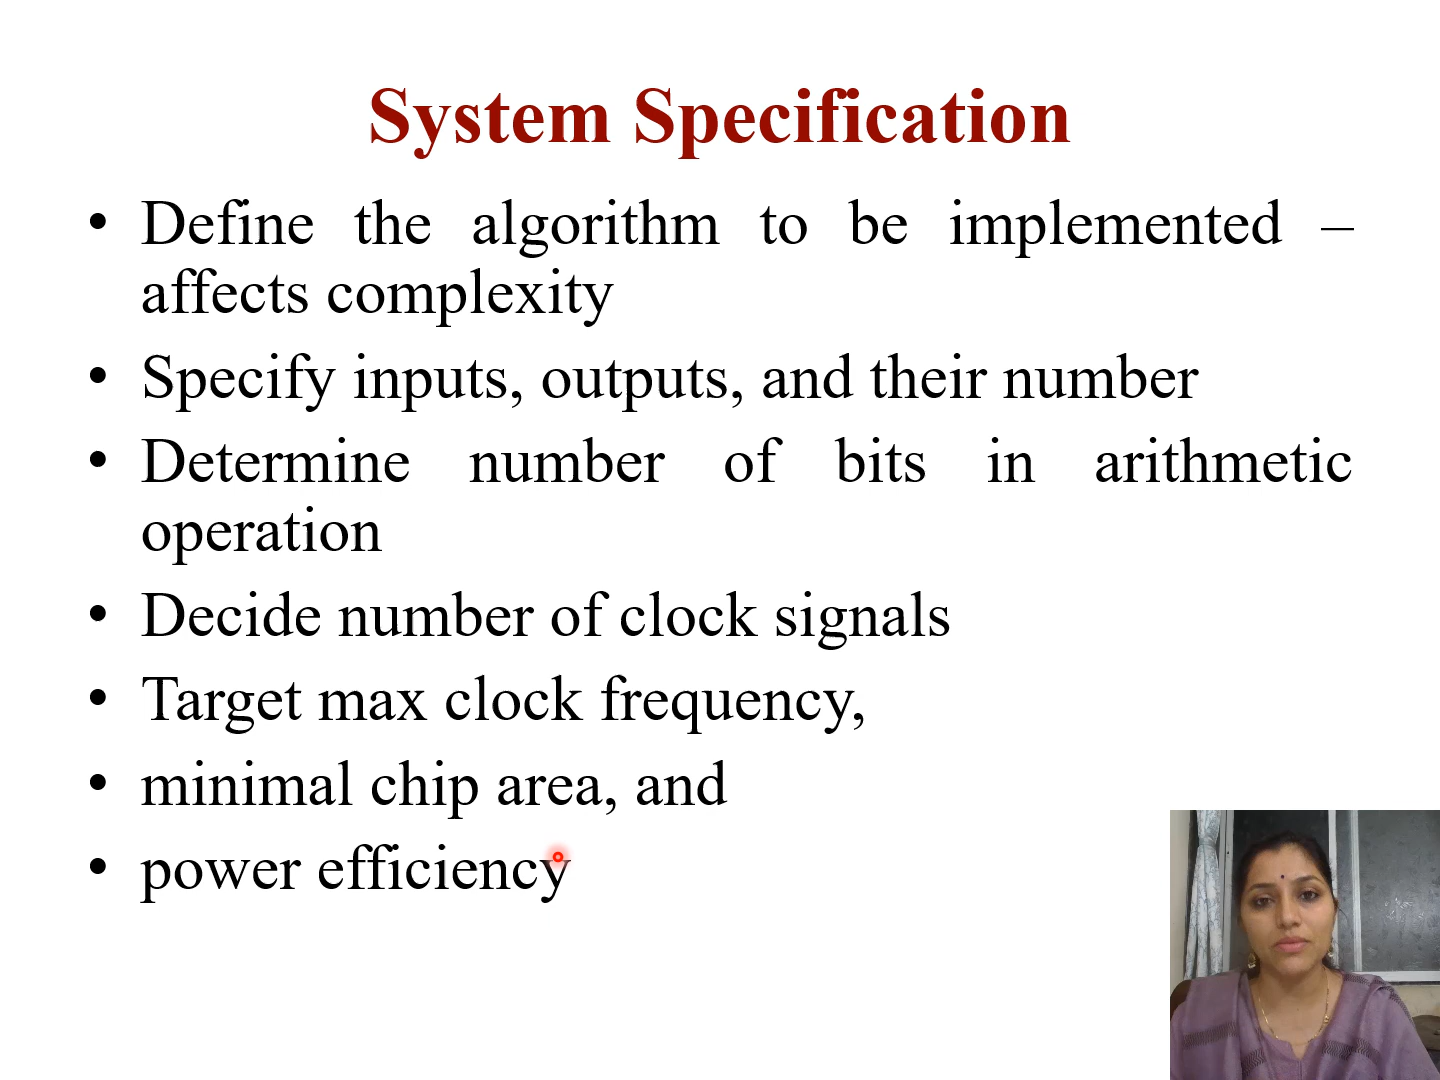 System Specification
• Define the algorithm to be implemented –
affects complexity
• Specify inputs, outputs, and their number
• Determine number of bits in arithmetic
operation
• Decide number of clock signals
• Target max clock frequency,
• minimal chip area, and
• power efficiency